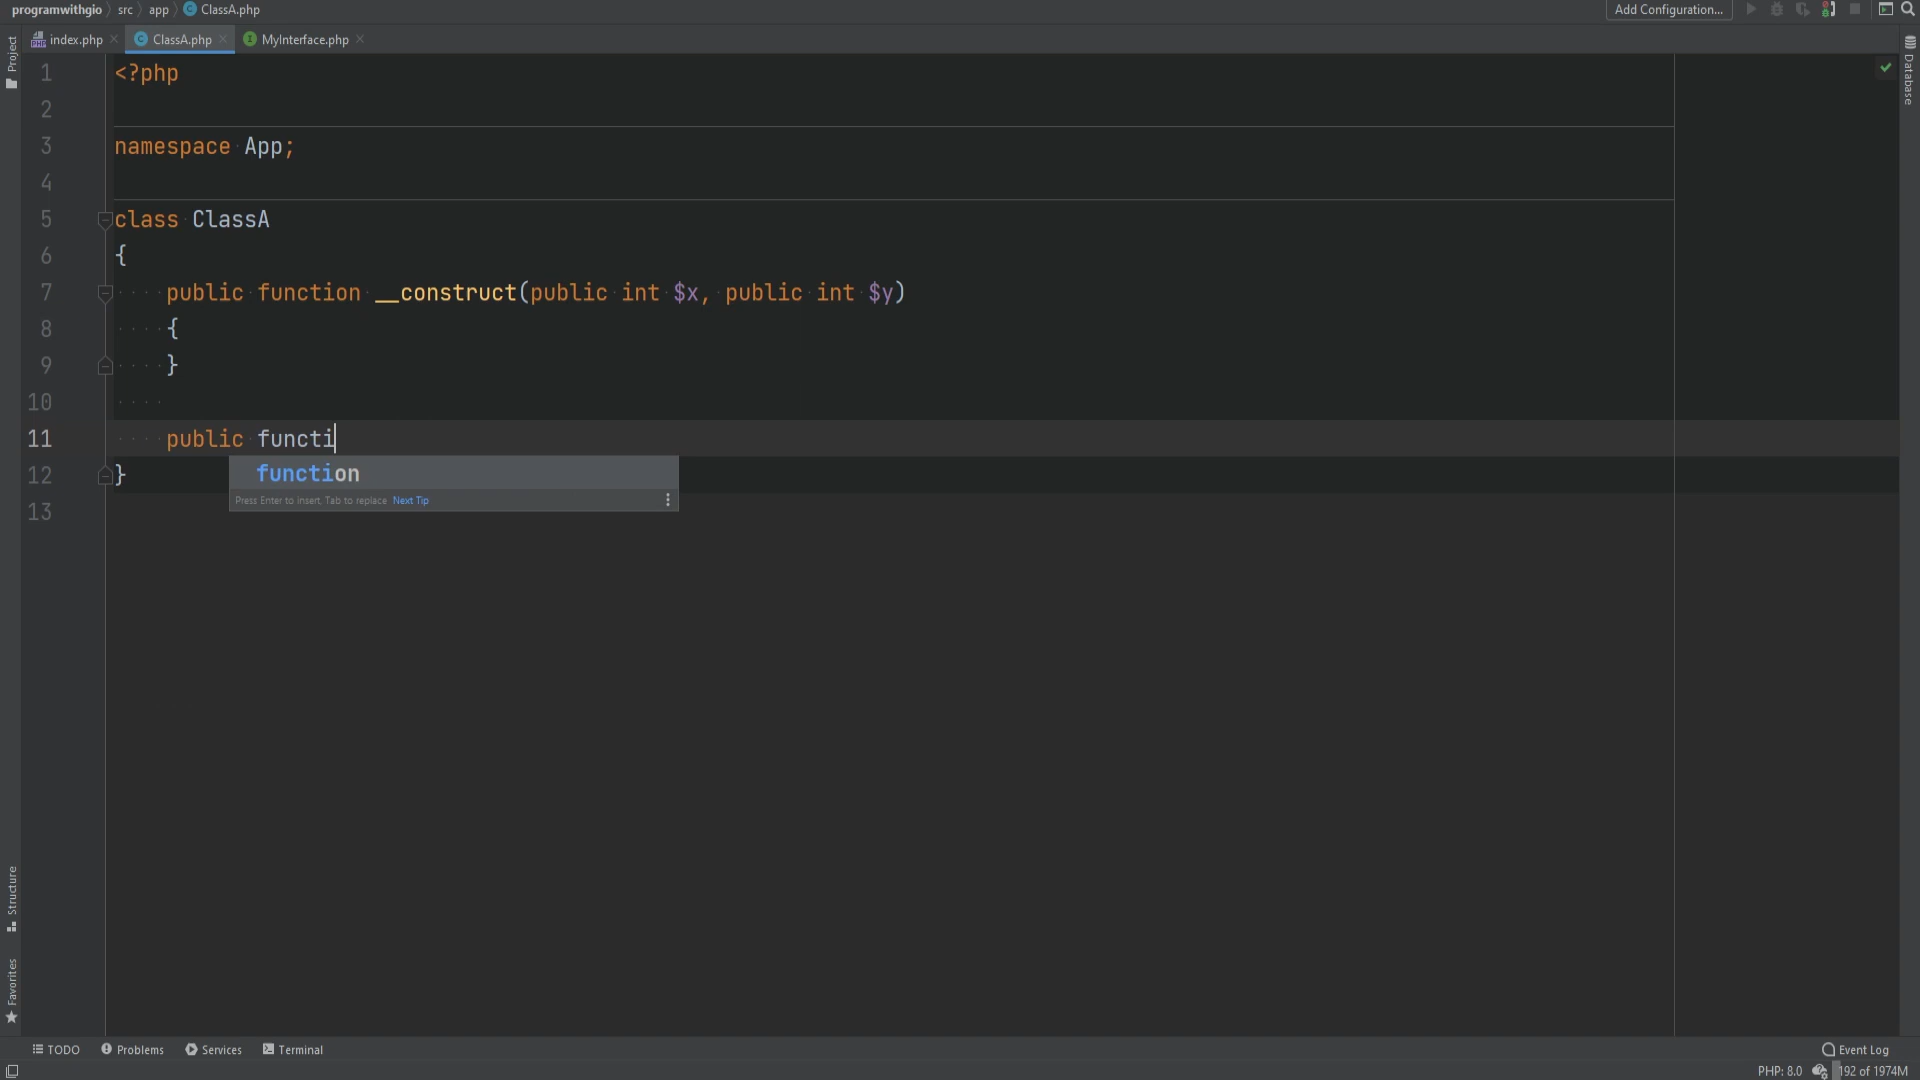 programwithgio src app ClassA.php
Add Configuration...
index.php ClassA.php MyInterface.php
Project
Database
1 <?php
2
3 namespace App;
4
5 class ClassA
6 {
7 public function __construct(public int $x, public int $y)
8 {
9 }
10
11 public functi
function
Press Enter to insert, Tab to replace Next Tip
12 }
13
Structure
Favorites
TODO Problems Services Terminal
Event Log
PHP: 8.0 192 of 1974M